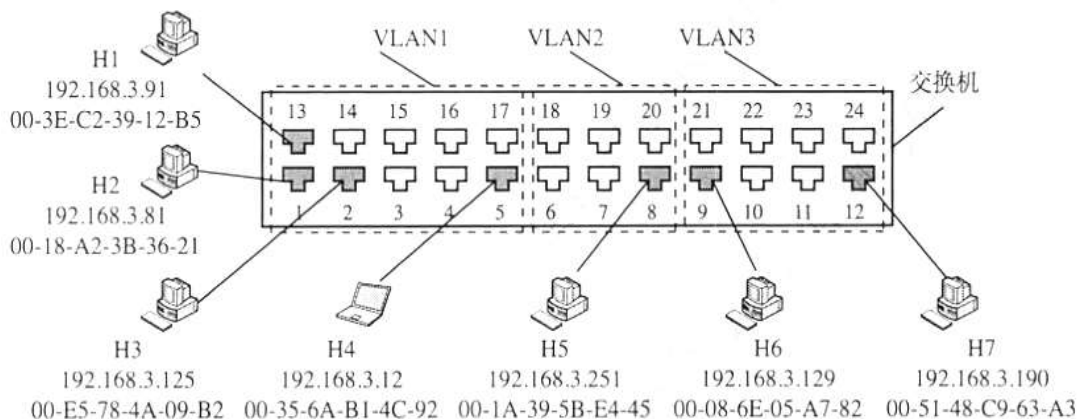 VLAN1 VLAN2 VLAN3
交换机
H1
192.168.3.91
00-3E-C2-39-12-B5
H2
192.168.3.81
00-18-A2-3B-36-21
13 14 15 16 17 18 19 20 21 22 23 24
1 2 3 4 5 6 7 8 9 10 11 12
H3
192.168.3.125
00-E5-78-4A-09-B2
H4
192.168.3.12
00-35-6A-B1-4C-92
H5
192.168.3.251
00-1A-39-5B-E4-45
H6
192.168.3.129
00-08-6E-05-A7-82
H7
192.168.3.190
00-51-48-C9-63-A3